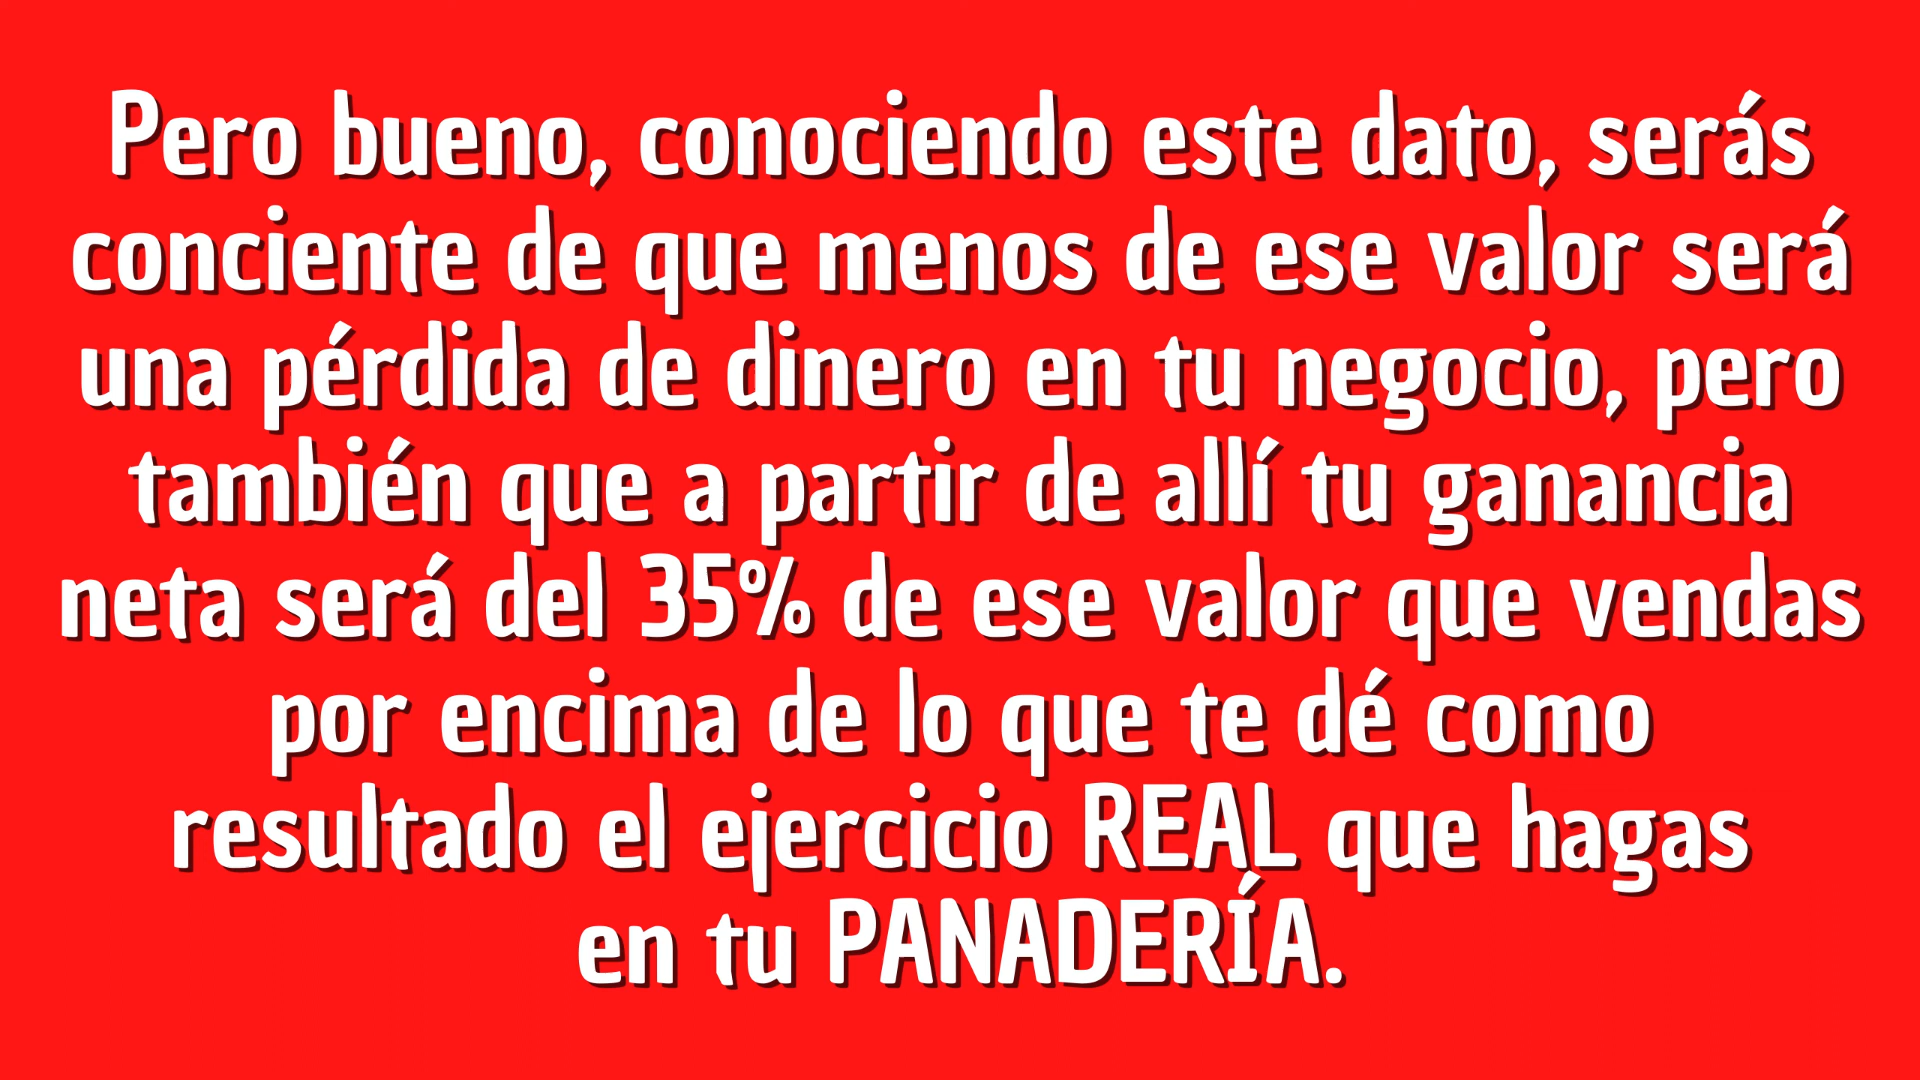 Pero bueno, conociendo este dato, serás
conciente de que menos de ese valor será
una pérdida de dinero en tu negocio, pero
también que a partir de allí tu ganancia
neta será del 35% de ese valor que vendas
por encima de lo que te dé como
resultado el ejercicio REAL que hagas
en tu PANADERÍA.